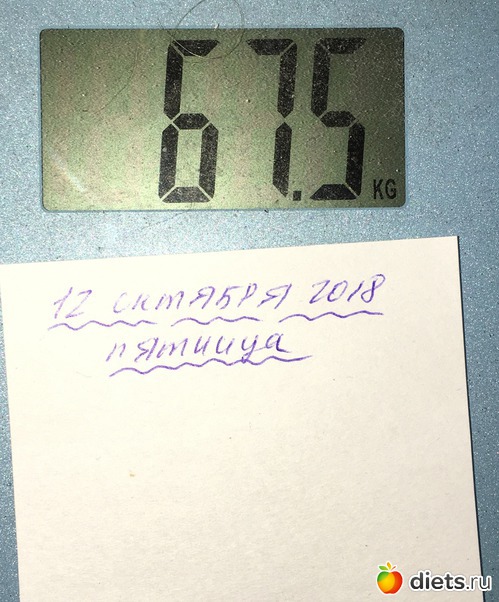 67.5 KG
12 октября 2018
пятница
diets.ru